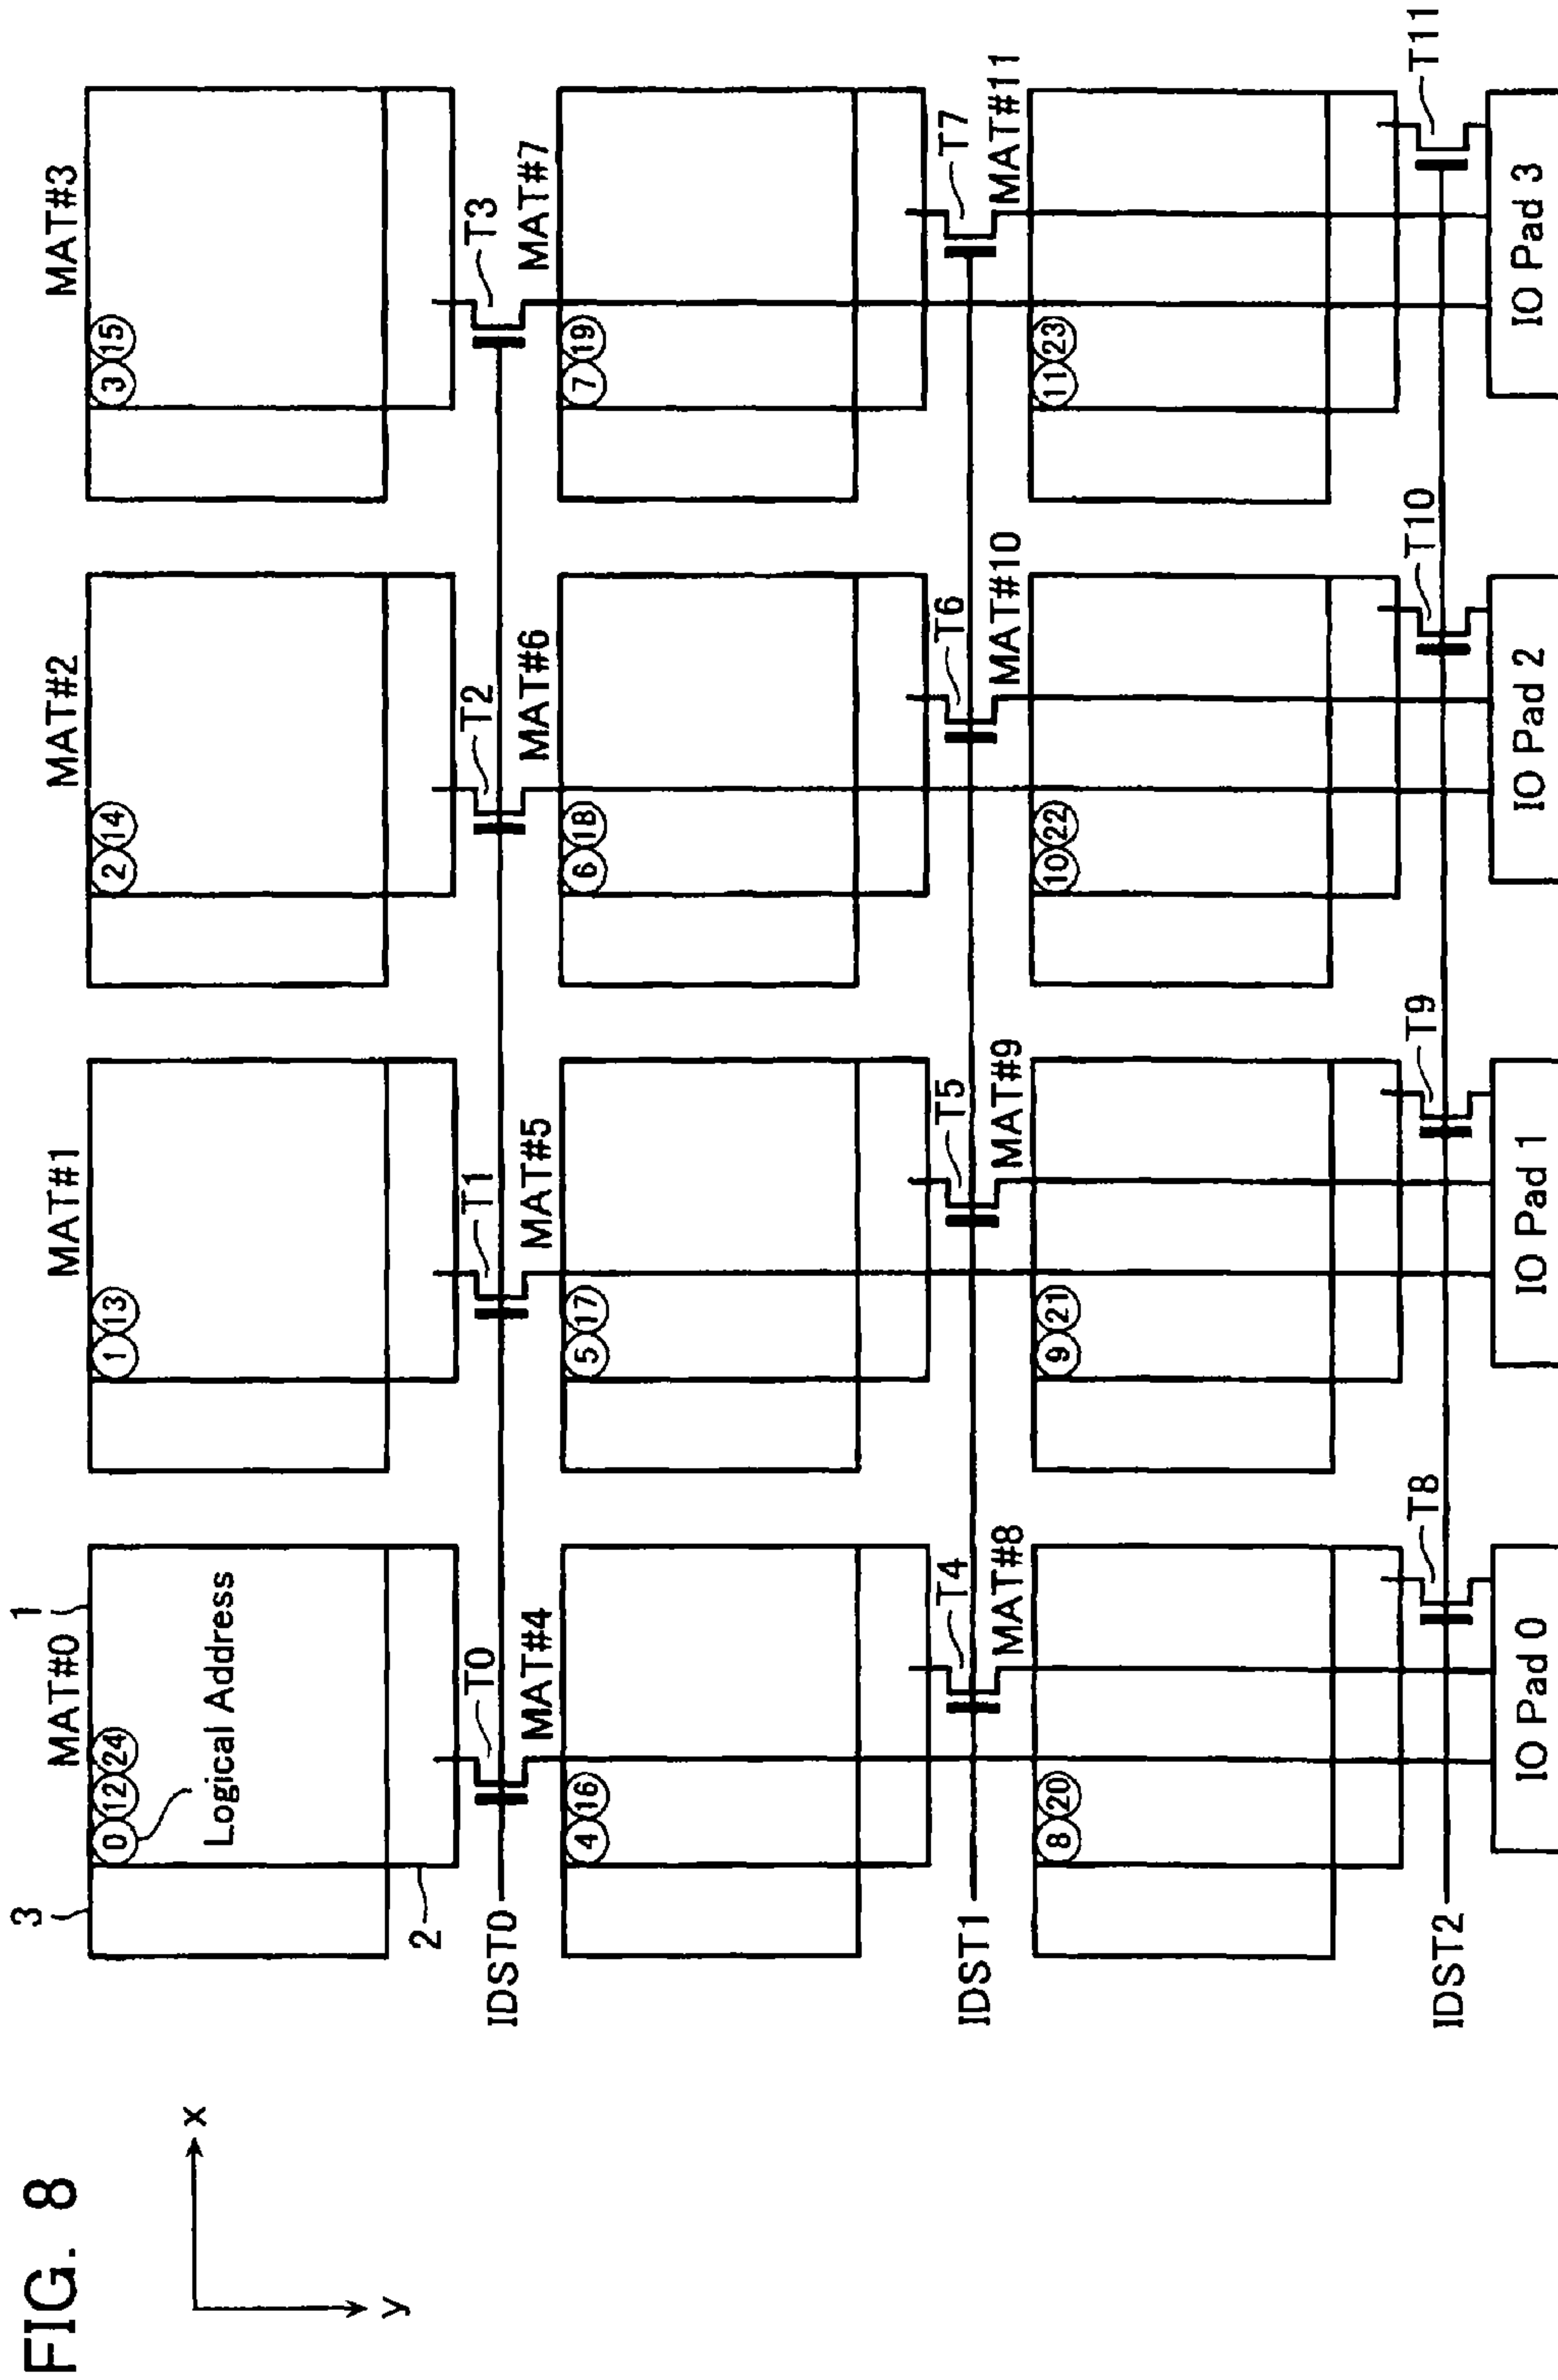 FIG. 8
x
y
3
1
2
MAT#0
MAT#1
MAT#2
MAT#3
0 12 24
1 13
2 14
3 15
Logical Address
T0
T1
T2
T3
IDST0
MAT#4
MAT#5
MAT#6
MAT#7
4 16
5 17
6 18
7 19
T4
T5
T6
T7
IDST1
MAT#8
MAT#9
MAT#10
MAT#11
8 20
9 21
10 22
11 23
T8
T9
T10
T11
IDST2
IO Pad 0
IO Pad 1
IO Pad 2
IO Pad 3